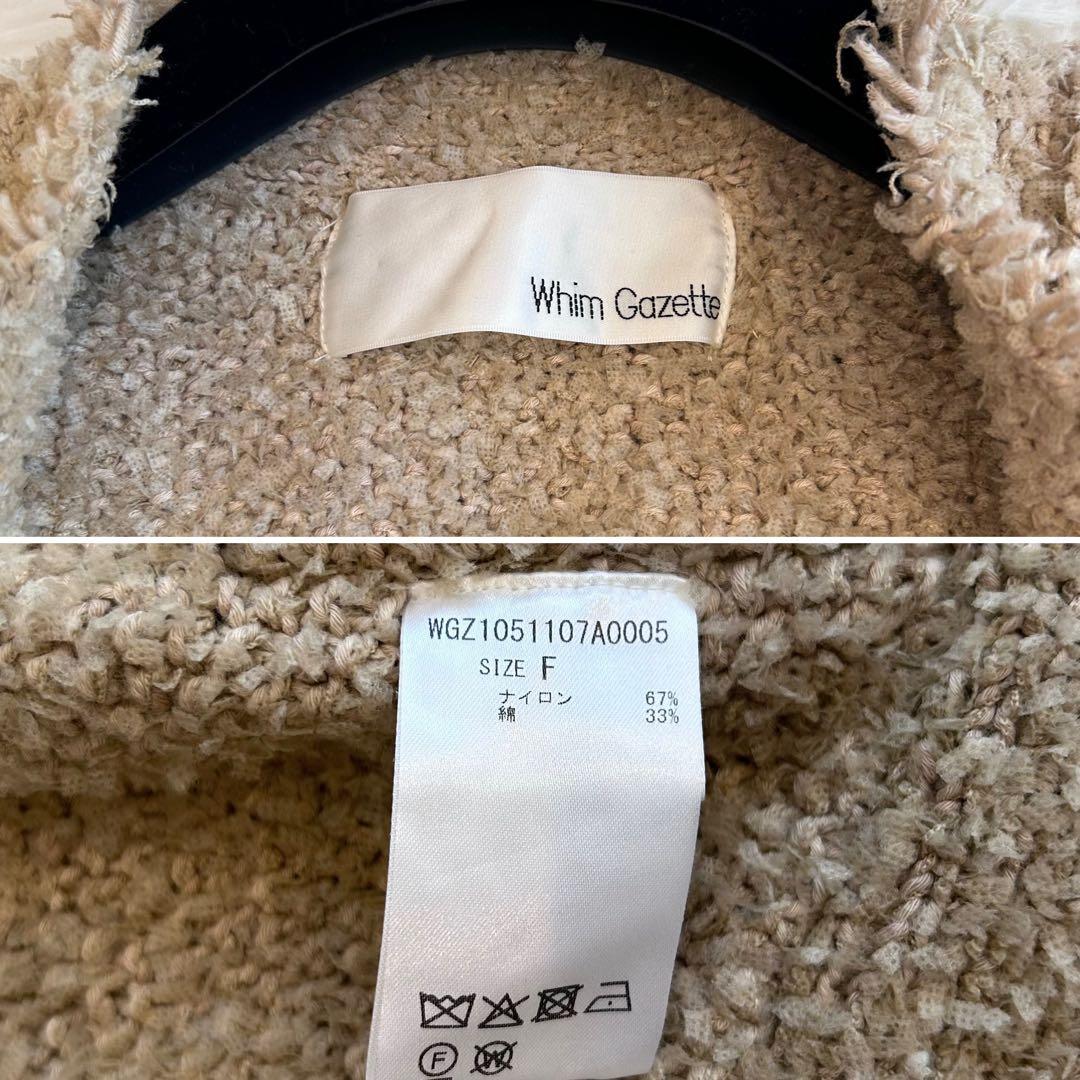 Whim Gazette
WGZ1051107A0005
SIZE F
ナイロン 67%
綿 33%
F W